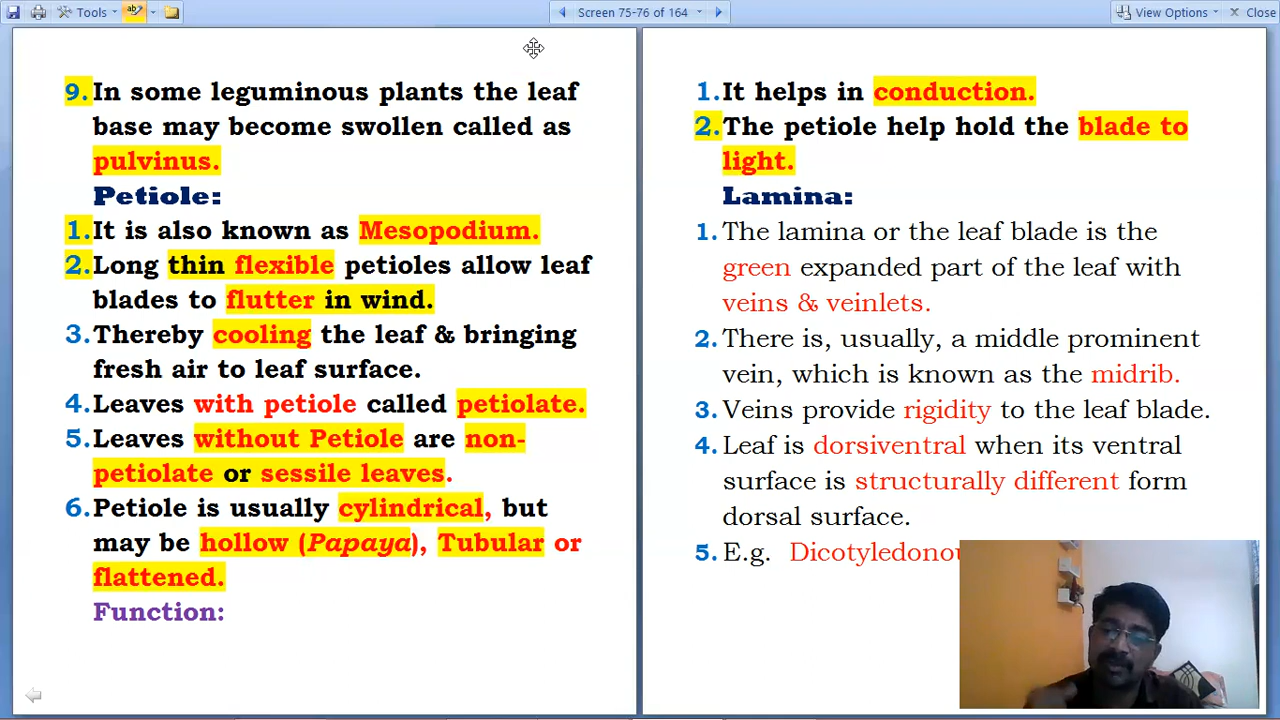 Tools
Screen 75-76 of 164
View Options
Close
9. In some leguminous plants the leaf
base may become swollen called as
pulvinus.
Petiole:
1. It is also known as Mesopodium.
2. Long thin flexible petioles allow leaf
blades to flutter in wind.
3. Thereby cooling the leaf & bringing
fresh air to leaf surface.
4. Leaves with petiole called petiolate.
5. Leaves without Petiole are non-
petiolate or sessile leaves.
6. Petiole is usually cylindrical, but
may be hollow (Papaya), Tubular or
flattened.
Function:
1. It helps in conduction.
2. The petiole help hold the blade to
light.
Lamina:
1. The lamina or the leaf blade is the
green expanded part of the leaf with
veins & veinlets.
2. There is, usually, a middle prominent
vein, which is known as the midrib.
3. Veins provide rigidity to the leaf blade.
4. Leaf is dorsiventral when its ventral
surface is structurally different form
dorsal surface.
5. E.g.